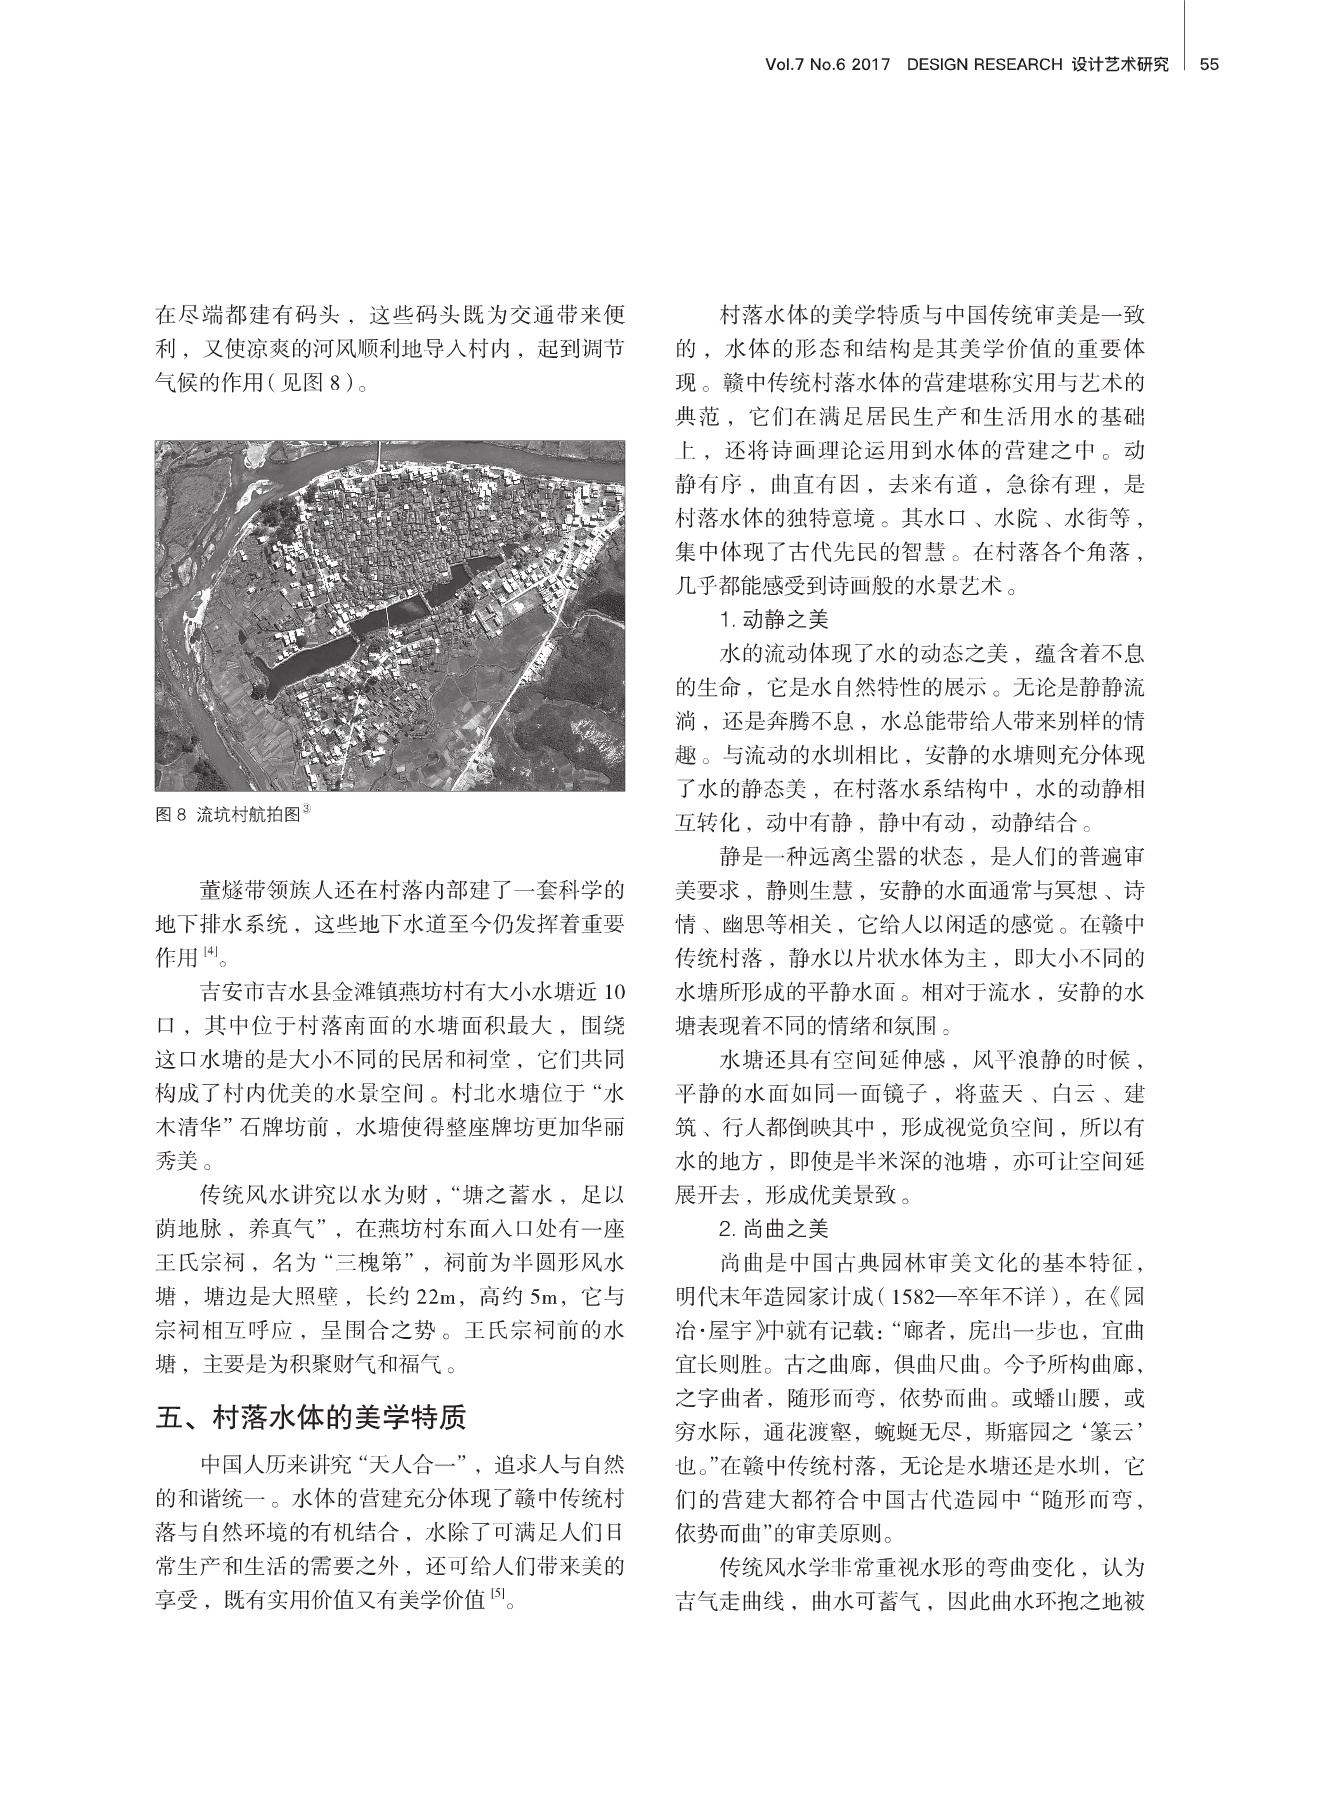 Vol.7 No.6 2017 DESIGN RESEARCH 设计艺术研究 55
在尽端都建有码头，这些码头既为交通带来便
利，又使凉爽的河风顺利地导入村内，起到调节
气候的作用（见图 8）。
图 8 流坑村航拍图③
董燧带领族人还在村落内部建了一套科学的
地下排水系统，这些地下水道至今仍发挥着重要
作用[4]。
吉安市吉水县金滩镇燕坊村有大小水塘近 10
口，其中位于村落南面的水塘面积最大，围绕
这口水塘的是大小不同的民居和祠堂，它们共同
构成了村内优美的水景空间。村北水塘位于“水
木清华”石牌坊前，水塘使得整座牌坊更加华丽
秀美。
传统风水讲究以水为财，“塘之蓄水，足以
荫地脉，养真气”，在燕坊村东面入口处有一座
王氏宗祠，名为“三槐第”，祠前为半圆形风水
塘，塘边是大照壁，长约 22m，高约 5m，它与
宗祠相互呼应，呈围合之势。王氏宗祠前的水
塘，主要是为积聚财气和福气。
五、村落水体的美学特质
中国人历来讲究“天人合一”，追求人与自然
的和谐统一。水体的营建充分体现了赣中传统村
落与自然环境的有机结合，水除了可满足人们日
常生产和生活的需要之外，还可给人们带来美的
享受，既有实用价值又有美学价值[5]。
村落水体的美学特质与中国传统审美是一致
的，水体的形态和结构是其美学价值的重要体
现。赣中传统村落水体的营建堪称实用与艺术的
典范，它们在满足居民生产和生活用水的基础
上，还将诗画理论运用到水体的营建之中。动
静有序，曲直有因，去来有道，急徐有理，是
村落水体的独特意境。其水口、水院、水街等，
集中体现了古代先民的智慧。在村落各个角落，
几乎都能感受到诗画般的水景艺术。
1. 动静之美
水的流动体现了水的动态之美，蕴含着不息
的生命，它是水自然特性的展示。无论是静静流
淌，还是奔腾不息，水总能带给人带来别样的情
趣。与流动的水圳相比，安静的水塘则充分体现
了水的静态美，在村落水系结构中，水的动静相
互转化，动中有静，静中有动，动静结合。
静是一种远离尘嚣的状态，是人们的普遍审
美要求，静则生慧，安静的水面通常与冥想、诗
情、幽思等相关，它给人以闲适的感觉。在赣中
传统村落，静水以片状水体为主，即大小不同的
水塘所形成的平静水面。相对于流水，安静的水
塘表现着不同的情绪和氛围。
水塘还具有空间延伸感，风平浪静的时候，
平静的水面如同一面镜子，将蓝天、白云、建
筑、行人都倒映其中，形成视觉负空间，所以有
水的地方，即使是半米深的池塘，亦可让空间延
展开去，形成优美景致。
2. 尚曲之美
尚曲是中国古典园林审美文化的基本特征，
明代末年造园家计成（1582—卒年不详），在《园
冶·屋宇》中就有记载：“廊者，庑出一步也，宜曲
宜长则胜。古之曲廊，俱曲尺曲。今予所构曲廊，
之字曲者，随形而弯，依势而曲。或蟠山腰，或
穷水际，通花渡壑，蜿蜒无尽，斯寤园之‘篆云’
也。”在赣中传统村落，无论是水塘还是水圳，它
们的营建大都符合中国古代造园中“随形而弯，
依势而曲”的审美原则。
传统风水学非常重视水形的弯曲变化，认为
吉气走曲线，曲水可蓄气，因此曲水环抱之地被